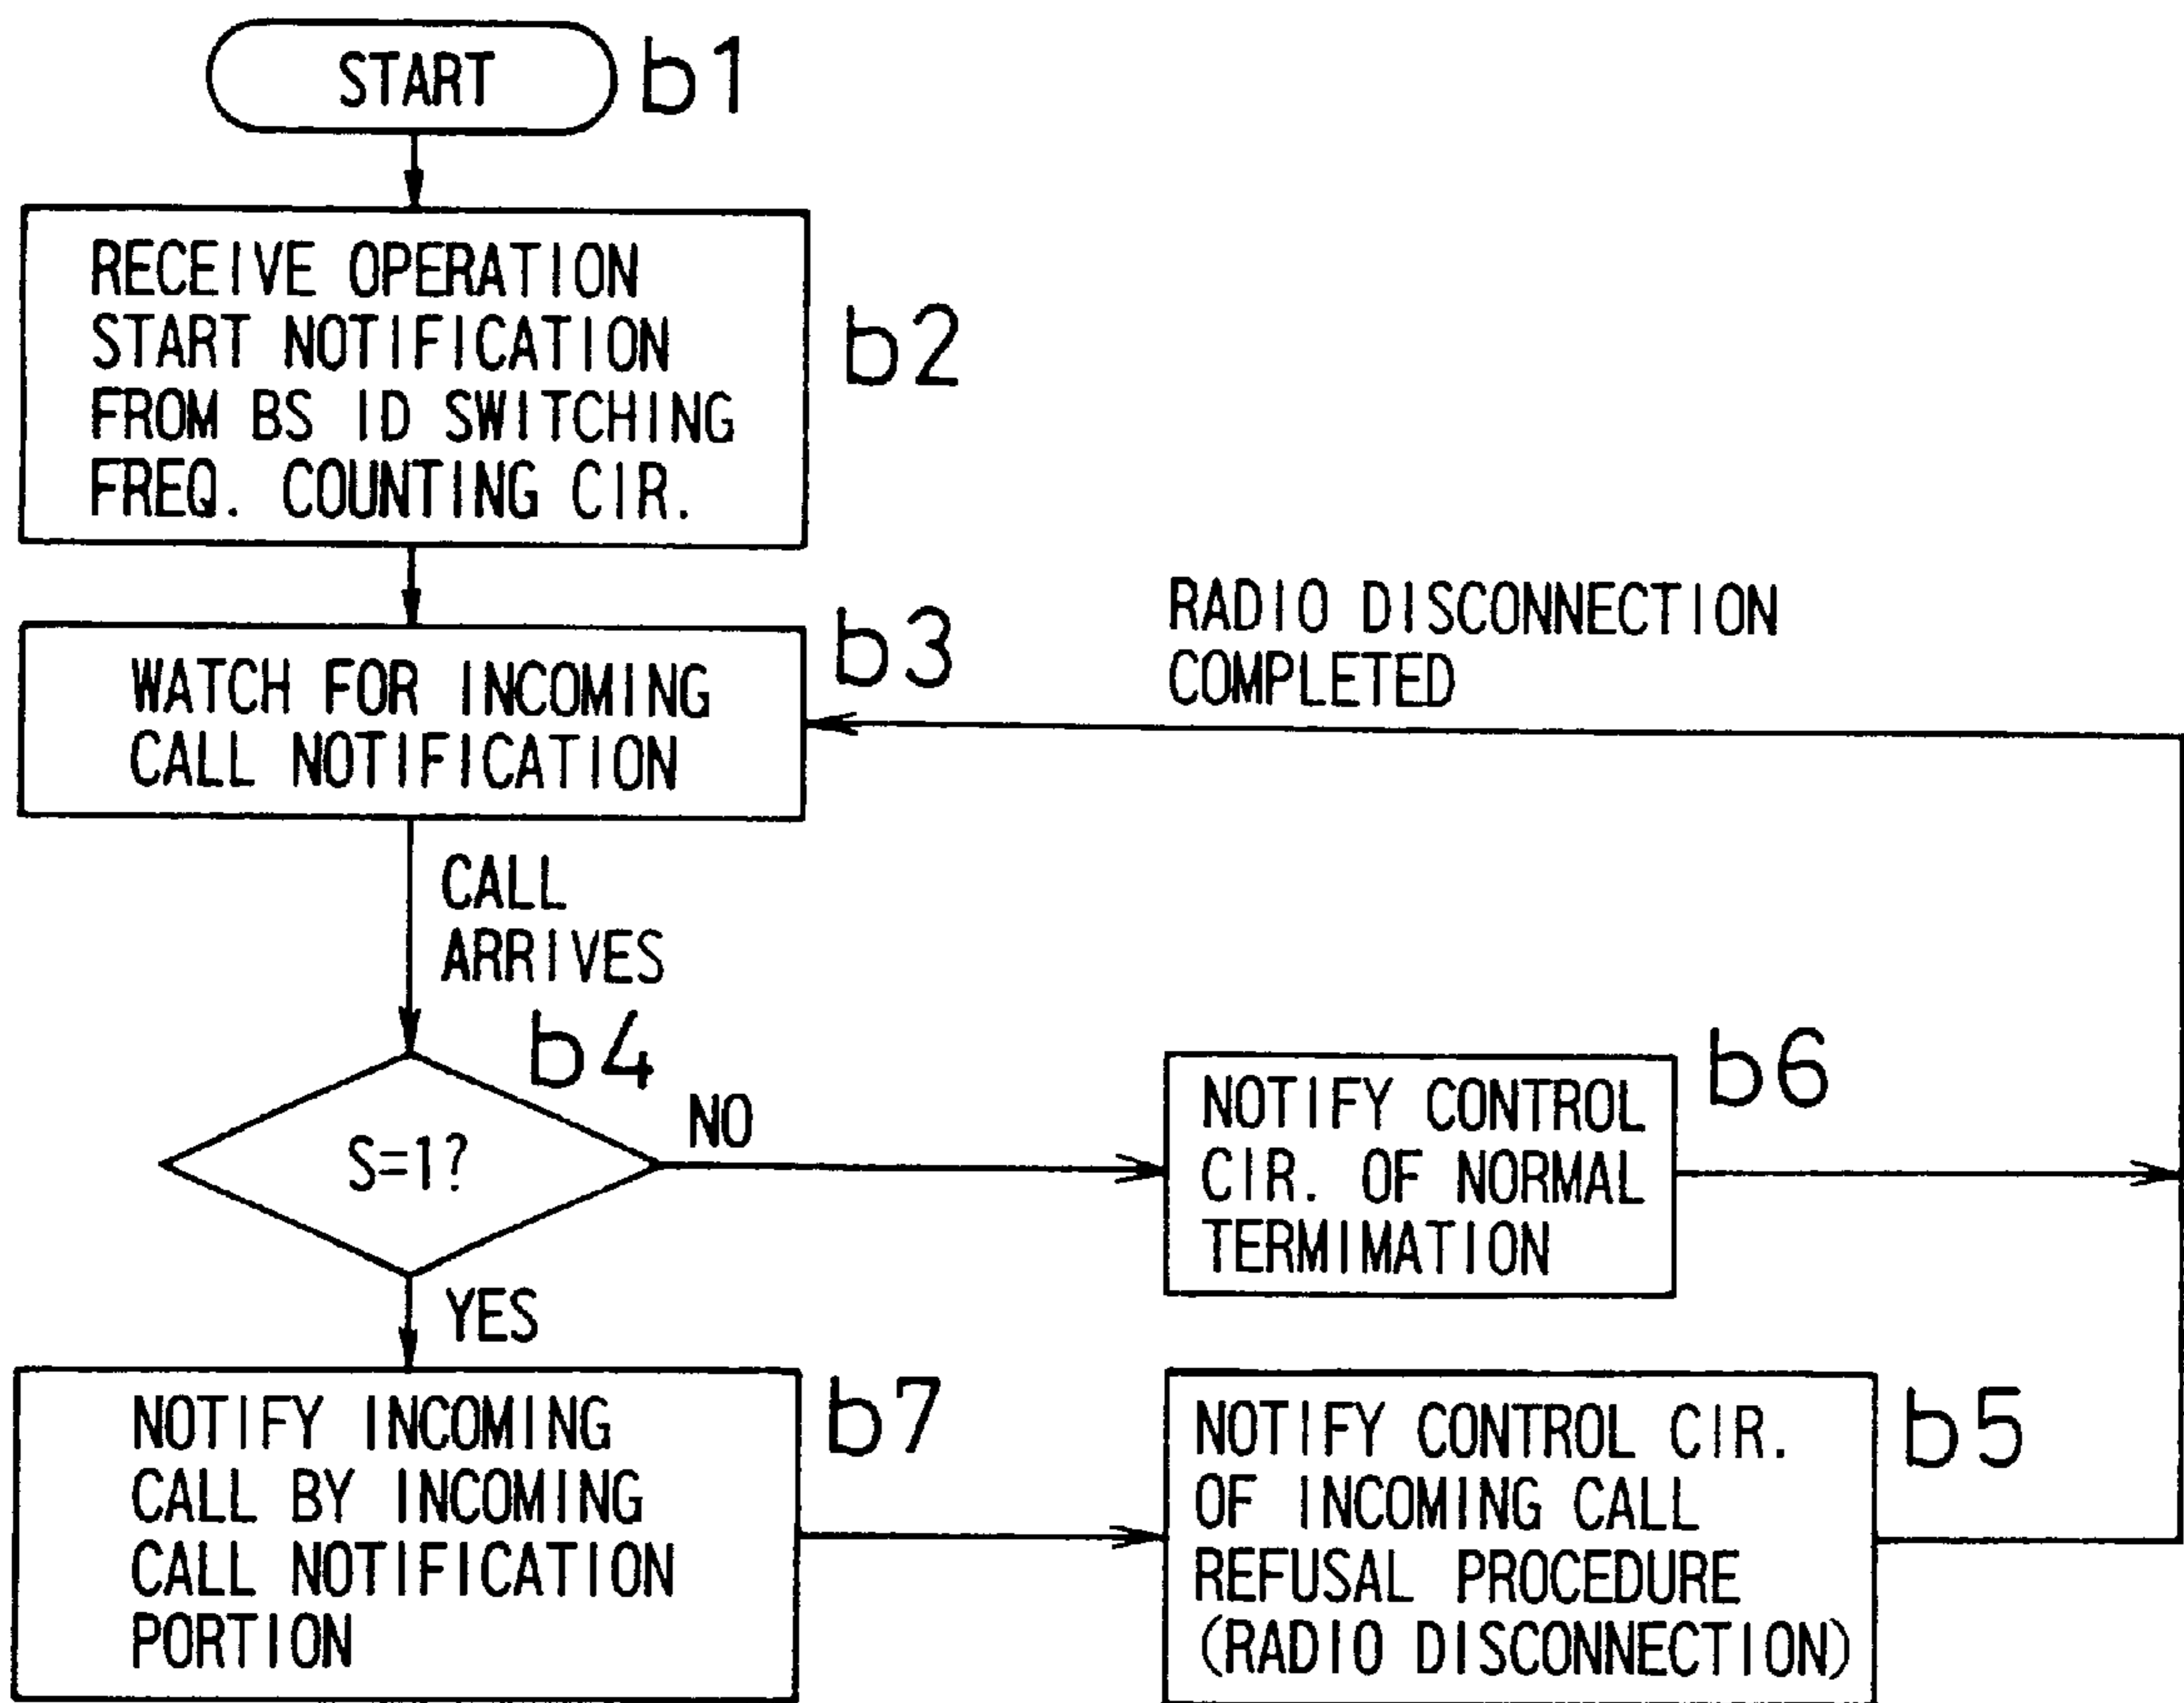 START
b1
RECEIVE OPERATION
START NOTIFICATION
FROM BS ID SWITCHING
FREQ. COUNTING CIR.
b2
WATCH FOR INCOMING
CALL NOTIFICATION
b3
RADIO DISCONNECTION
COMPLETED
CALL
ARRIVES
b4
S=1?
NO
YES
NOTIFY CONTROL
CIR. OF NORMAL
TERMIMATION
b6
NOTIFY INCOMING
CALL BY INCOMING
CALL NOTIFICATION
PORTION
b7
NOTIFY CONTROL CIR.
OF INCOMING CALL
REFUSAL PROCEDURE
(RADIO DISCONNECTION)
b5